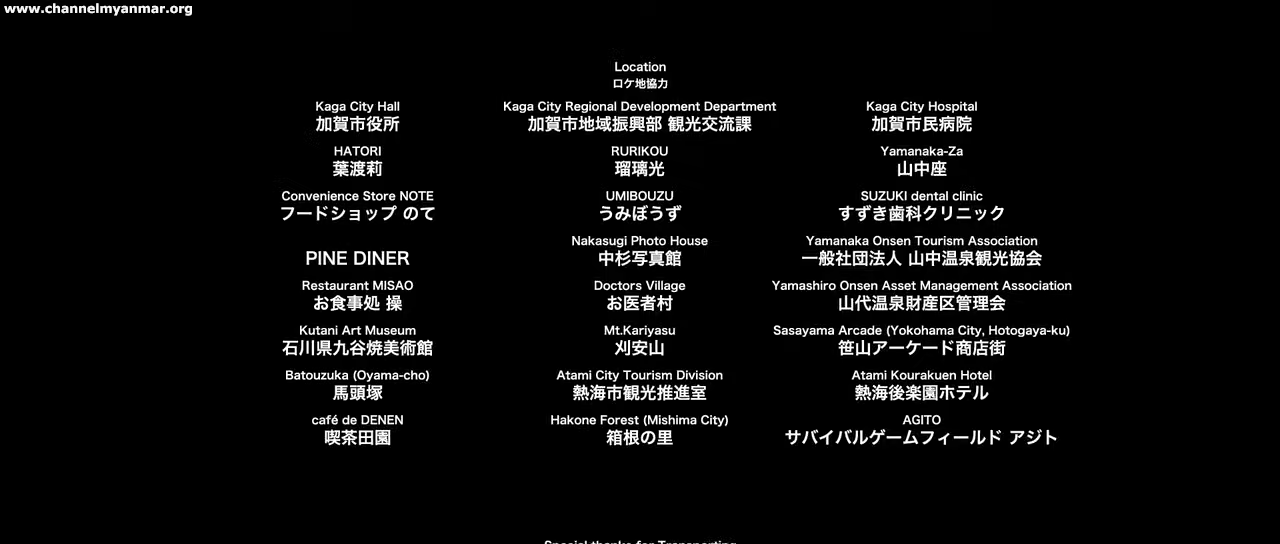 www.channelmyanmar.org
Location
ロケ地協力
Kaga City Hall
加賀市役所
Kaga City Regional Development Department
加賀市地域振興部 観光交流課
Kaga City Hospital
加賀市民病院
HATORI
葉渡莉
RURIKOU
瑠璃光
Yamanaka-Za
山中座
Convenience Store NOTE
フードショップ のて
UMIBOUZU
うみぼうず
SUZUKI dental clinic
すずき歯科クリニック
PINE DINER
Nakasugi Photo House
中杉写真館
Yamanaka Onsen Tourism Association
一般社団法人 山中温泉観光協会
Restaurant MISAO
お食事処 操
Doctors Village
お医者村
Yamashiro Onsen Asset Management Association
山代温泉財産区管理会
Kutani Art Museum
石川県九谷焼美術館
Mt.Kariyasu
刈安山
Sasayama Arcade (Yokohama City, Hotogaya-ku)
笹山アーケード商店街
Batouzuka (Oyama-cho)
馬頭塚
Atami City Tourism Division
熱海市観光推進室
Atami Kourakuen Hotel
熱海後楽園ホテル
café de DENEN
喫茶田園
Hakone Forest (Mishima City)
箱根の里
AGITO
サバイバルゲームフィールド アジト
Special thanks for Transporting